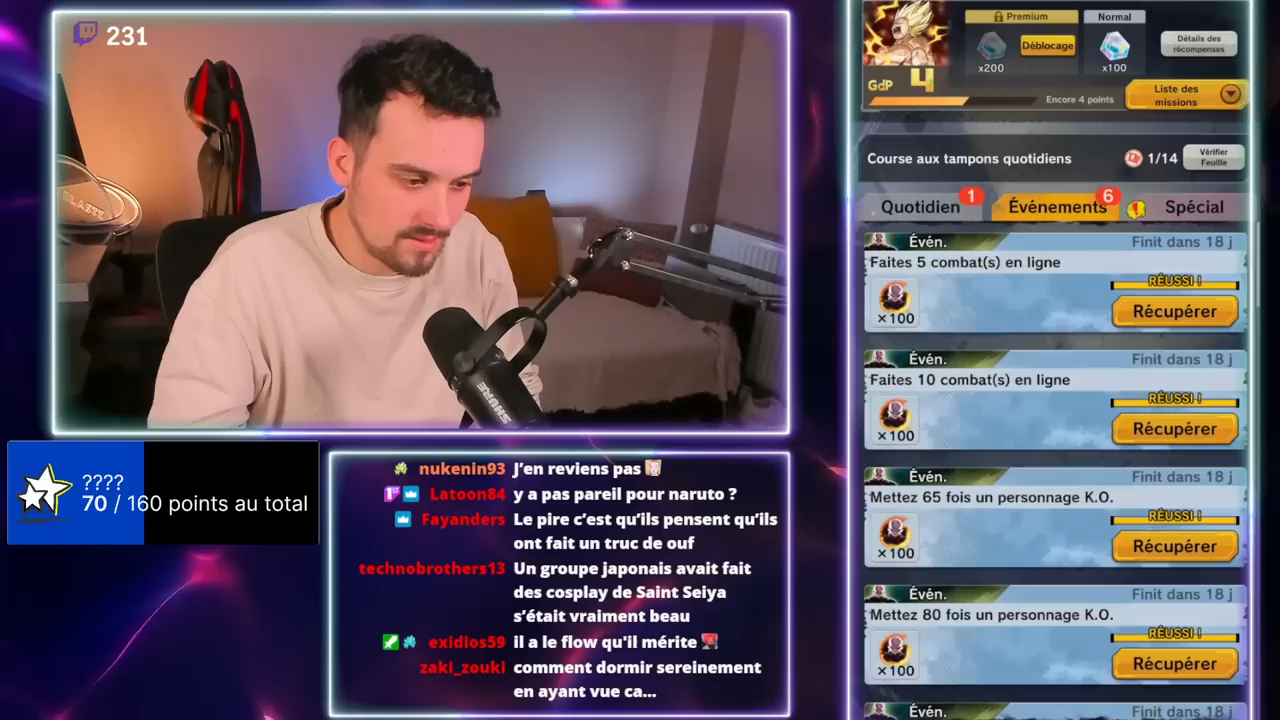 231
SHURE
????
70 / 160 points au total
nukenin93 J'en reviens pas
Latoon84 y a pas pareil pour naruto ?
Fayanders Le pire c'est qu'ils pensent qu'ils
ont fait un truc de ouf
technobrothers13 Un groupe japonais avait fait
des cosplay de Saint Seiya
s'était vraiment beau
exidios59 il a le flow qu'il mérite
zaki_zouki comment dormir sereinement
en ayant vue ca...
Premium
Normal
Déblocage
x200
x100
Détails des
récompenses
GdP 4
Encore 4 points
Liste des
missions
Course aux tampons quotidiens
1/14
Vérifier
Feuille
Quotidien 1
Événements 6
Spécial
Évén. Finit dans 18 j
Faites 5 combat(s) en ligne
RÉUSSI !
×100
Récupérer
Évén. Finit dans 18 j
Faites 10 combat(s) en ligne
RÉUSSI !
×100
Récupérer
Évén. Finit dans 18 j
Mettez 65 fois un personnage K.O.
RÉUSSI !
×100
Récupérer
Évén. Finit dans 18 j
Mettez 80 fois un personnage K.O.
RÉUSSI !
×100
Récupérer
Évén. Finit dans 18 j